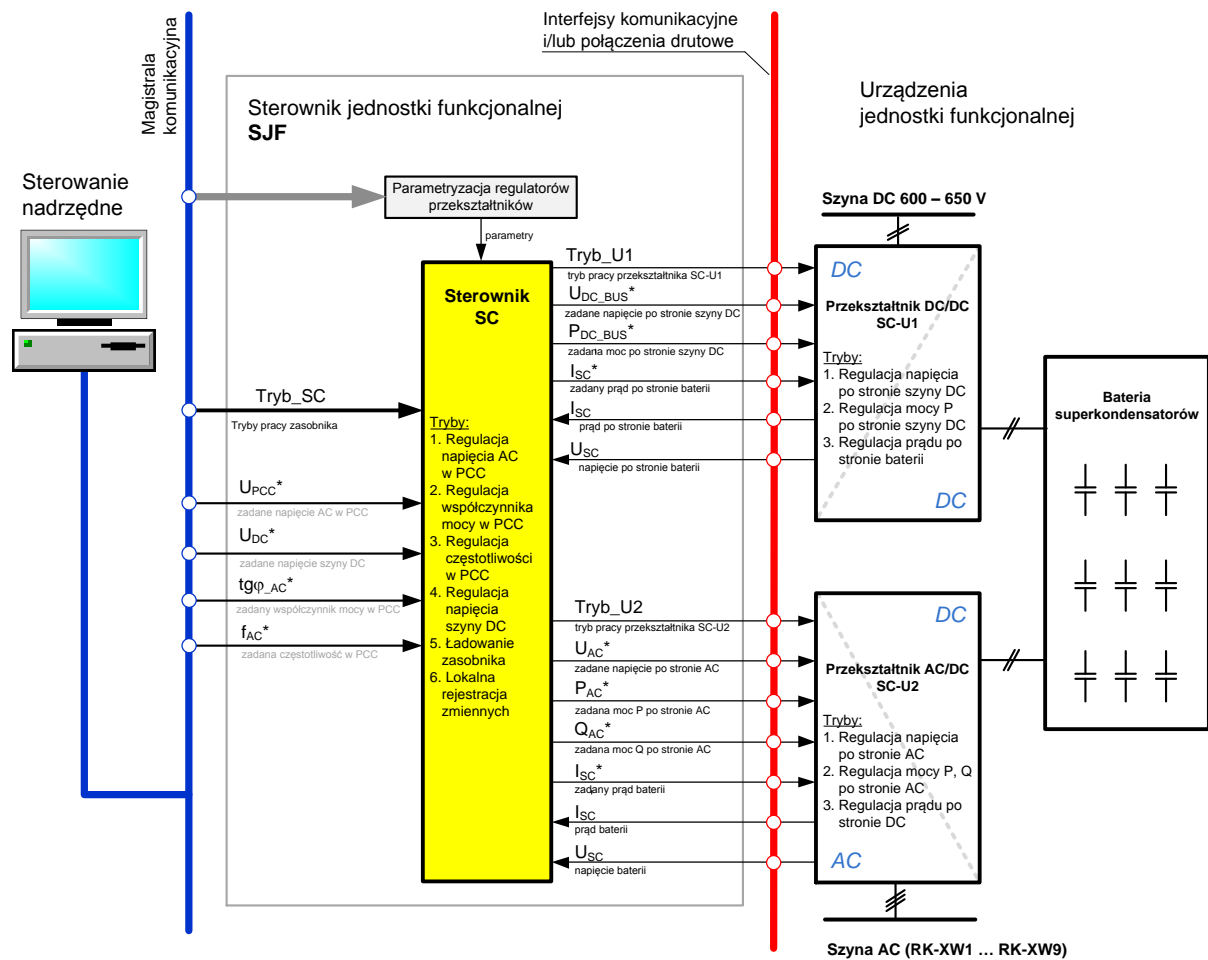 Magistrala
komunikacyjna
Interfejsy komunikacyjne
i/lub połączenia drutowe
Sterownik jednostki funkcjonalnej
SJF
Urządzenia
jednostki funkcjonalnej
Sterowanie
nadrzędne
Parametryzacja regulatorów
przekształtników
parametry
Szyna DC 600 – 650 V
Sterownik
SC
Tryby:
1. Regulacja
napięcia AC
w PCC
2. Regulacja
współczynnika
mocy w PCC
3. Regulacja
częstotliwości
w PCC
4. Regulacja
napięcia
szyny DC
5. Ładowanie
zasobnika
6. Lokalna
rejestracja
zmiennych
Tryb_SC
Tryby pracy zasobnika
UPCC*
zadane napięcie AC w PCC
UDC*
zadane napięcie szyny DC
tgφ_AC*
zadany współczynnik mocy w PCC
fAC*
zadana częstotliwość w PCC
Tryb_U1
tryb pracy przekształtnika SC-U1
UDC_BUS*
zadane napięcie po stronie szyny DC
PDC_BUS*
zadana moc po stronie szyny DC
ISC*
zadany prąd po stronie baterii
ISC
prąd po stronie baterii
USC
napięcie po stronie baterii
Tryb_U2
tryb pracy przekształtnika SC-U2
UAC*
zadane napięcie po stronie AC
PAC*
zadana moc P po stronie AC
QAC*
zadana moc Q po stronie AC
ISC*
zadany prąd baterii
ISC
prąd baterii
USC
napięcie baterii
DC
Przekształtnik DC/DC
SC-U1
Tryby:
1. Regulacja napięcia
po stronie szyny DC
2. Regulacja mocy P
po stronie szyny DC
3. Regulacja prądu po
stronie baterii
DC
DC
Przekształtnik AC/DC
SC-U2
Tryby:
1. Regulacja napięcia
po stronie AC
2. Regulacja mocy P, Q
po stronie AC
3. Regulacja prądu po
stronie DC
AC
Bateria
superkondensatorów
Szyna AC (RK-XW1 … RK-XW9)